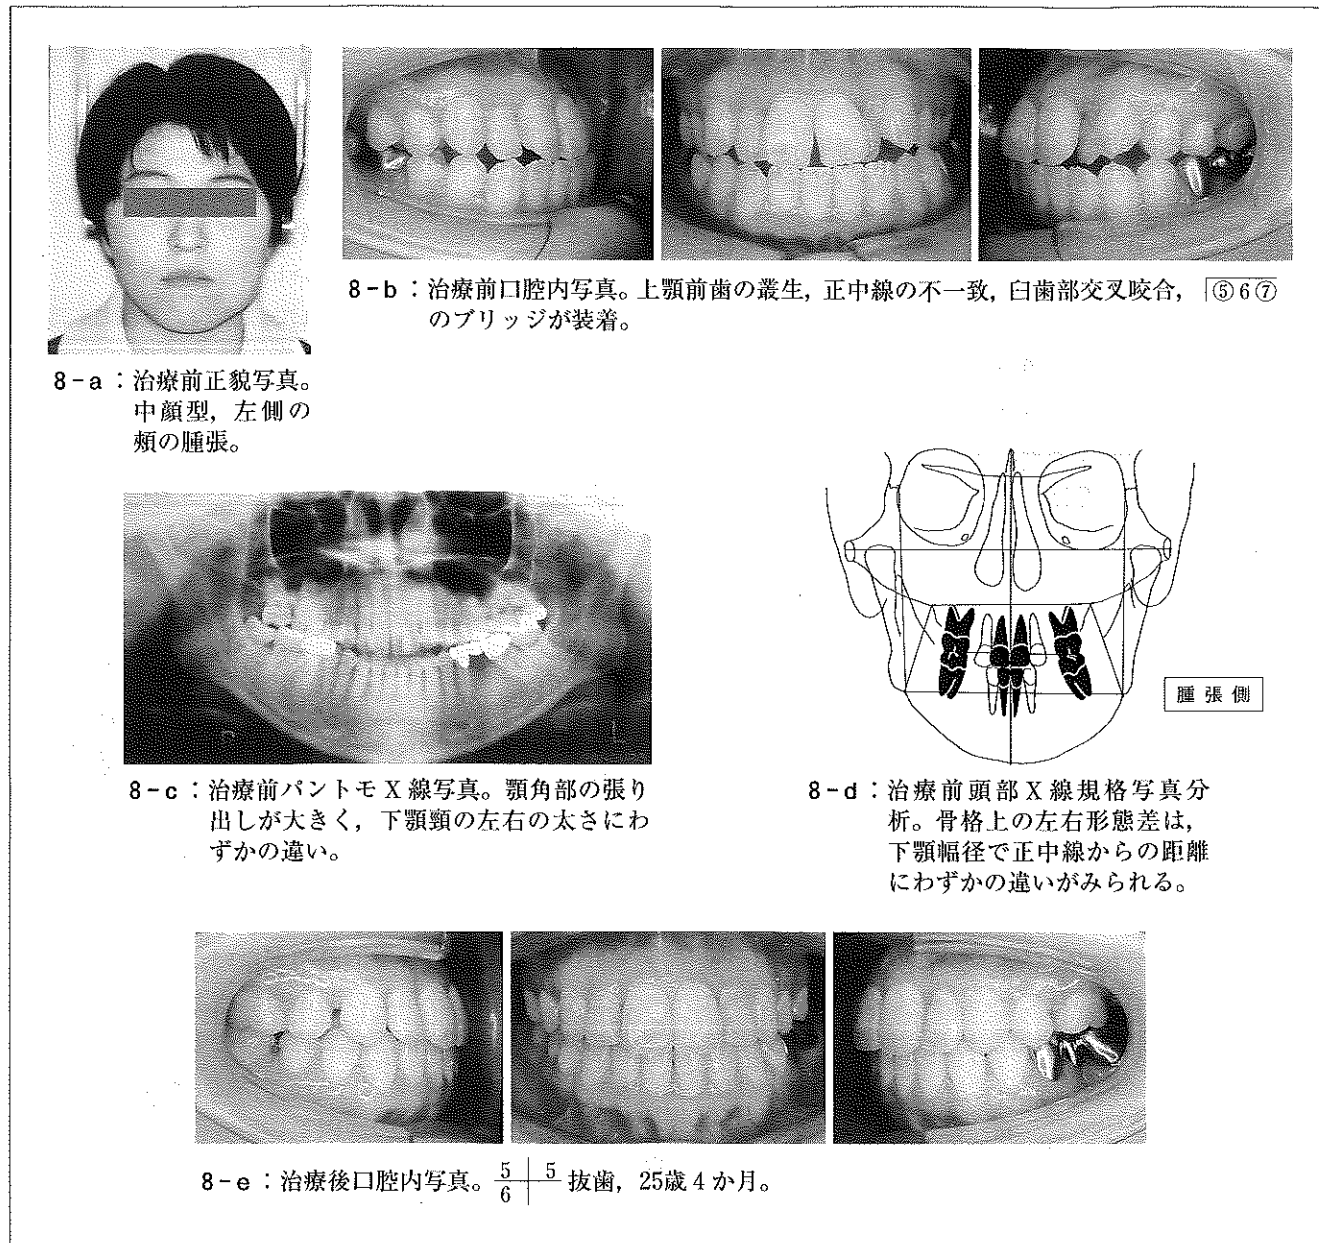 8-a：治療前正貌写真。
中顔型，左側の
頰の腫張。
8-b：治療前口腔内写真。上顎前歯の叢生，正中線の不一致，臼歯部交叉咬合，⑤6⑦
のブリッジが装着。
8-c：治療前パントモX線写真。顎角部の張り
出しが大きく，下顎頸の左右の太さにわ
ずかの違い。
腫張側
8-d：治療前頭部X線規格写真分
析。骨格上の左右形態差は，
下顎幅径で正中線からの距離
にわずかの違いがみられる。
8-e：治療後口腔内写真。5|5 6| 抜歯，25歳4か月。